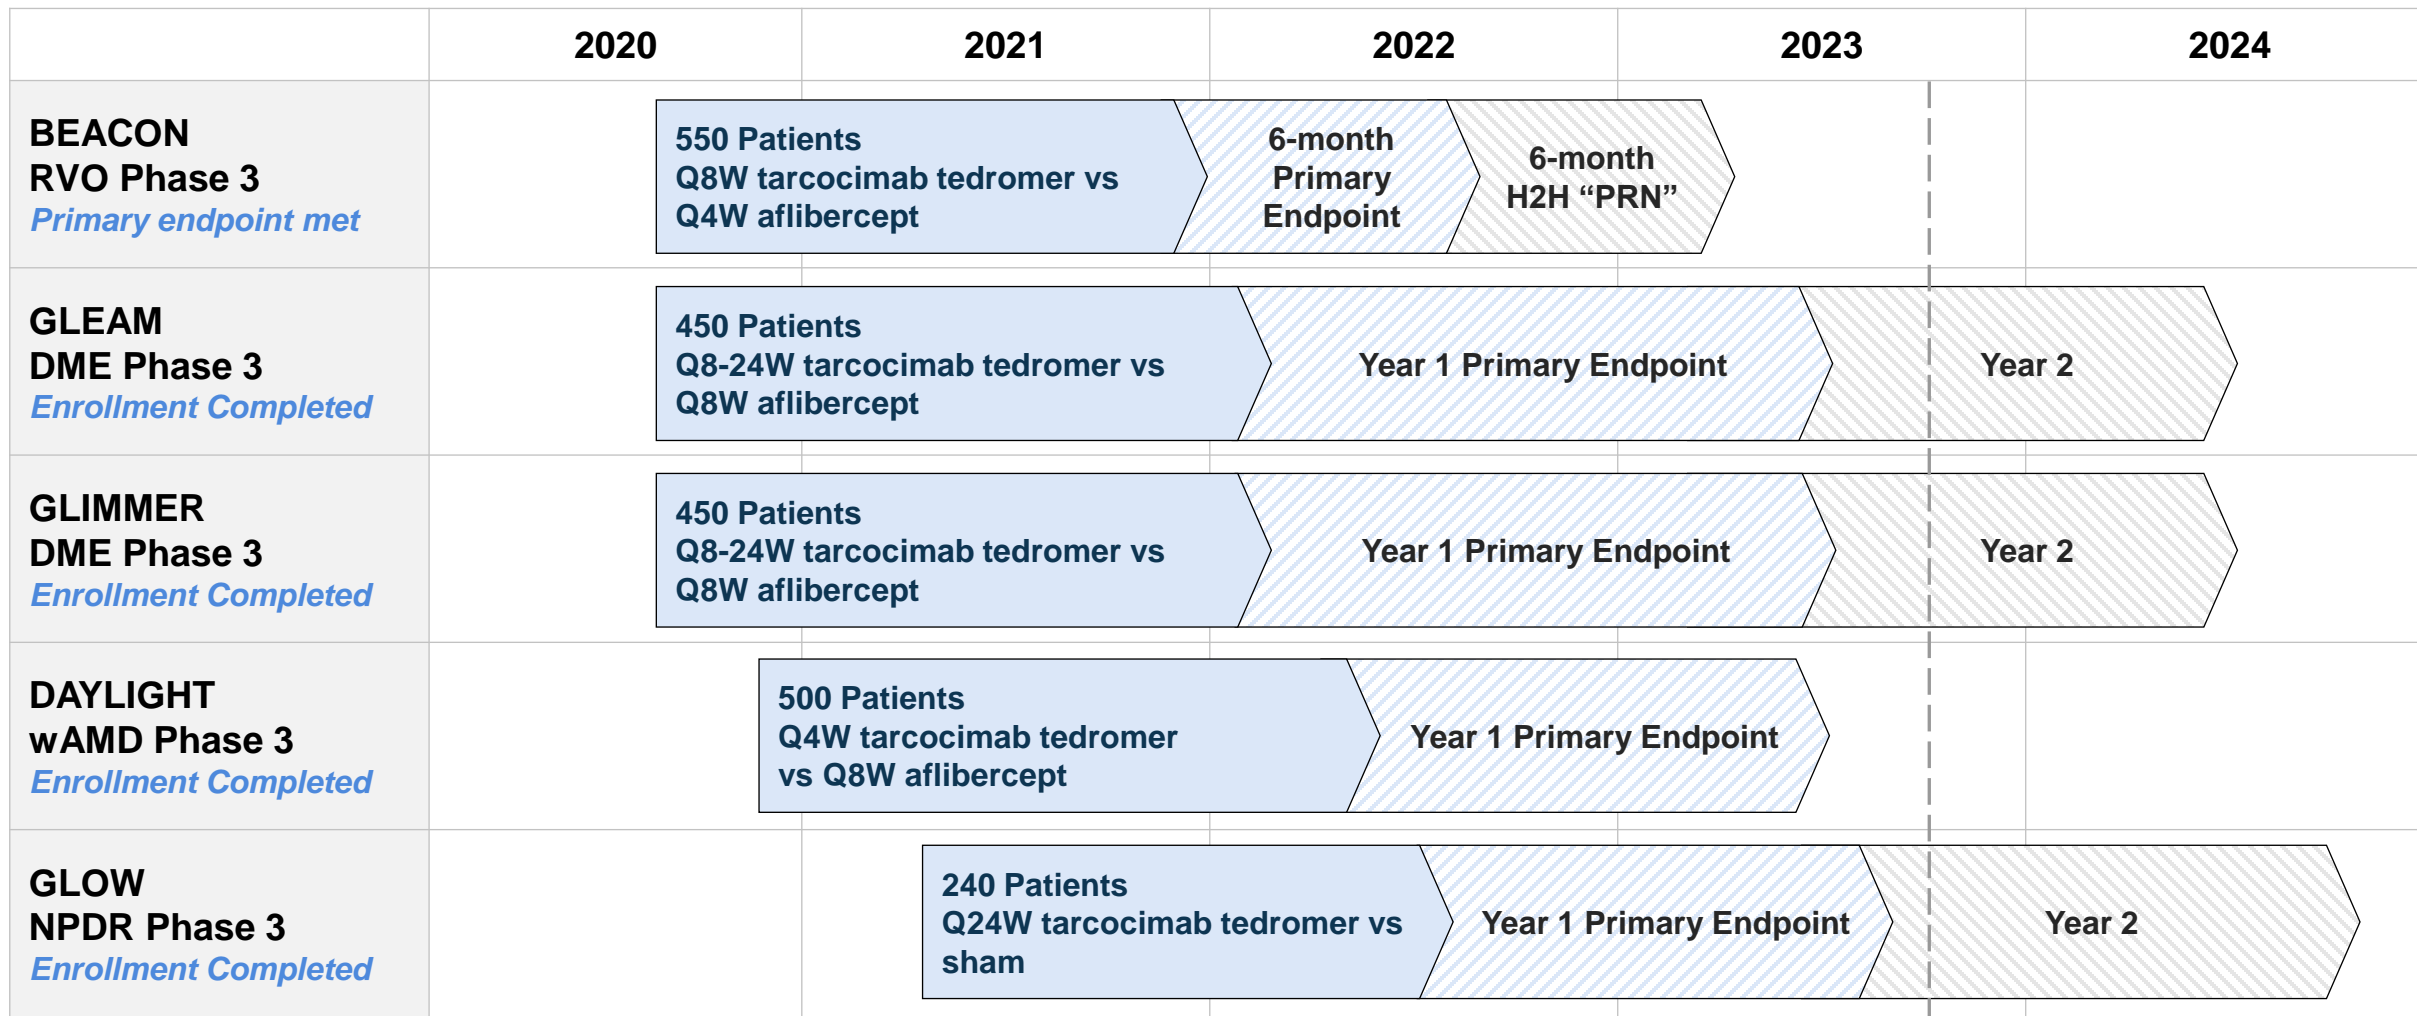 2020 2021 2022 2023 2024
BEACON
RVO Phase 3
Primary endpoint met
550 Patients
Q8W tarcocimab tedromer vs
Q4W aflibercept
6-month
Primary
Endpoint
6-month
H2H “PRN”
GLEAM
DME Phase 3
Enrollment Completed
450 Patients
Q8-24W tarcocimab tedromer vs
Q8W aflibercept
Year 1 Primary Endpoint
Year 2
GLIMMER
DME Phase 3
Enrollment Completed
450 Patients
Q8-24W tarcocimab tedromer vs
Q8W aflibercept
Year 1 Primary Endpoint
Year 2
DAYLIGHT
wAMD Phase 3
Enrollment Completed
500 Patients
Q4W tarcocimab tedromer
vs Q8W aflibercept
Year 1 Primary Endpoint
GLOW
NPDR Phase 3
Enrollment Completed
240 Patients
Q24W tarcocimab tedromer vs
sham
Year 1 Primary Endpoint
Year 2